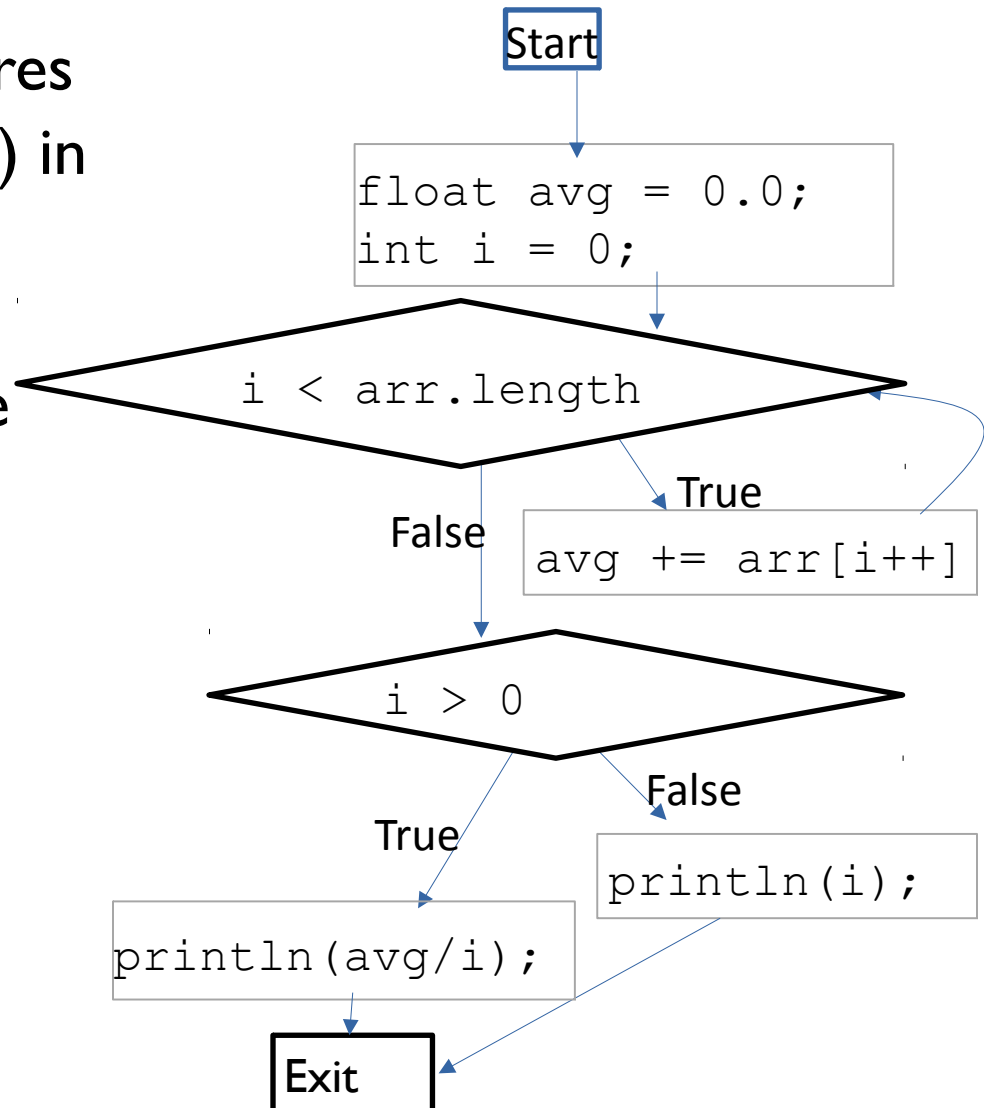 res
) in
e
Start
float avg = 0.0;
int i = 0;
i < arr.length
True
False
avg += arr[i++]
i > 0
False
True
println(i);
println(avg/i);
Exit